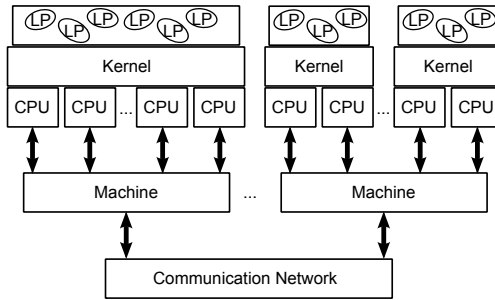 LP LP LP LP LP LP LP LP LP LP LP
Kernel Kernel Kernel
CPU CPU ... CPU CPU CPU CPU ... CPU CPU
Machine ... Machine
Communication Network